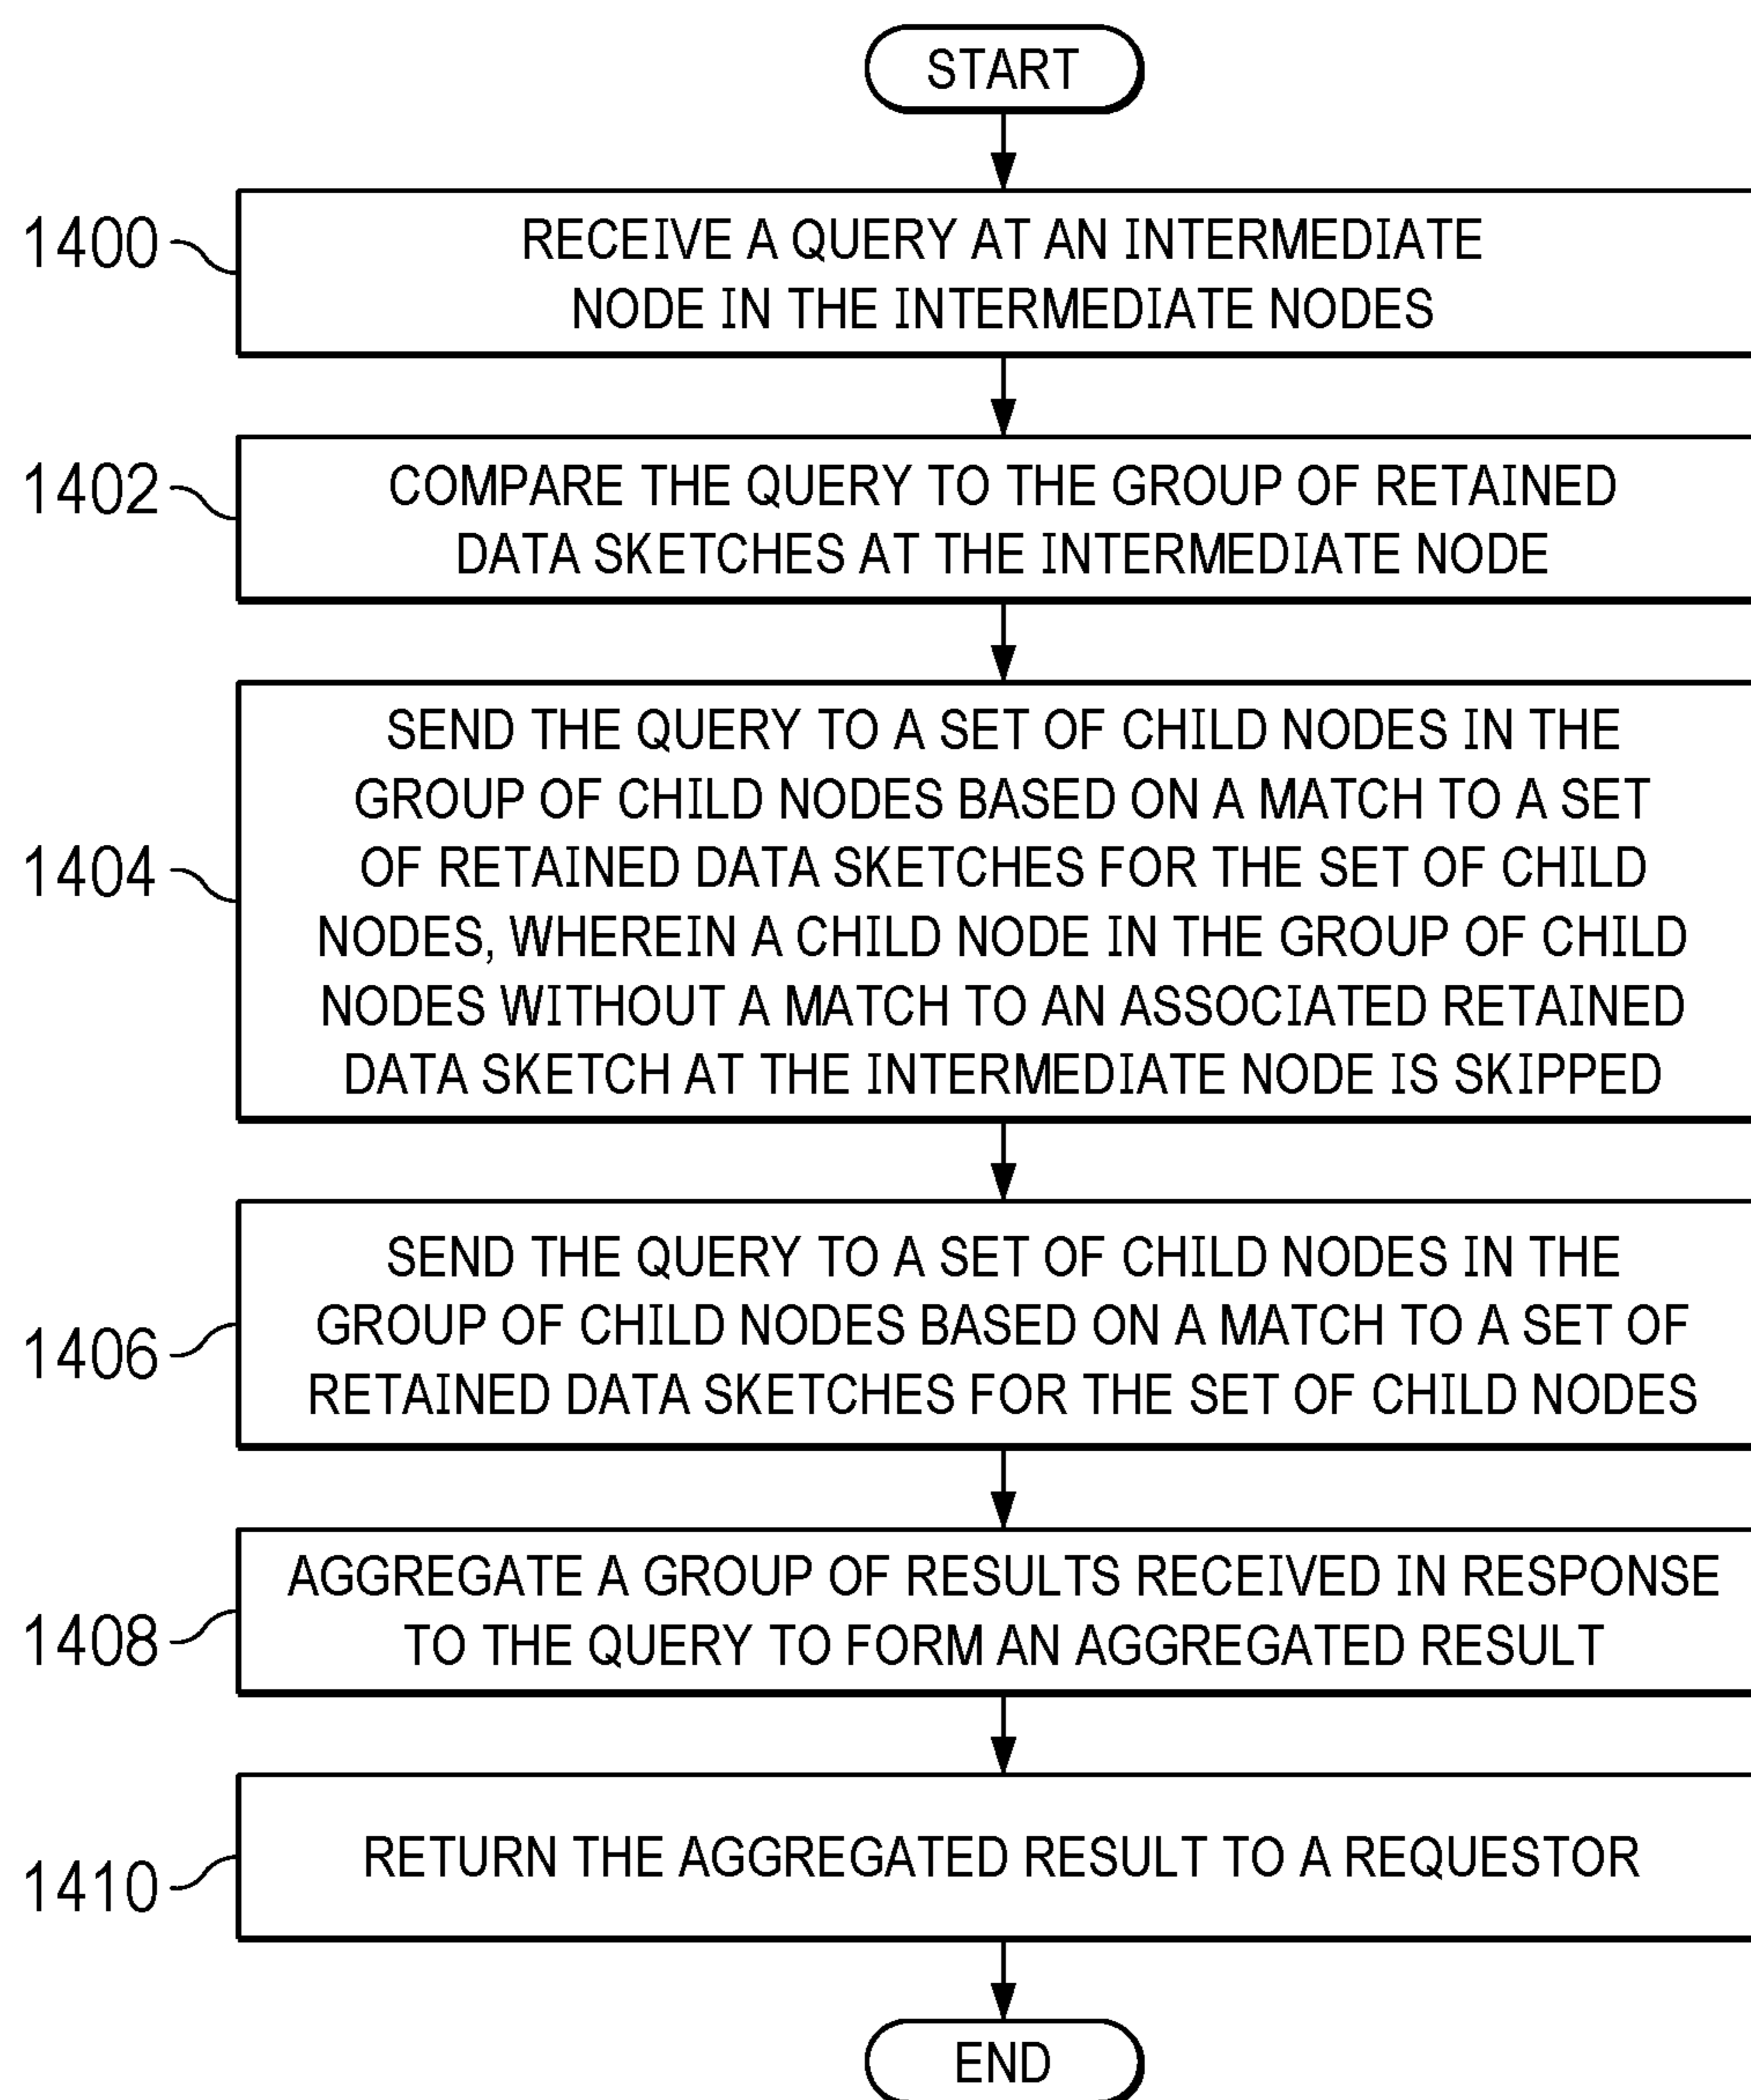 START
1400
RECEIVE A QUERY AT AN INTERMEDIATE
NODE IN THE INTERMEDIATE NODES
1402
COMPARE THE QUERY TO THE GROUP OF RETAINED
DATA SKETCHES AT THE INTERMEDIATE NODE
1404
SEND THE QUERY TO A SET OF CHILD NODES IN THE
GROUP OF CHILD NODES BASED ON A MATCH TO A SET
OF RETAINED DATA SKETCHES FOR THE SET OF CHILD
NODES, WHEREIN A CHILD NODE IN THE GROUP OF CHILD
NODES WITHOUT A MATCH TO AN ASSOCIATED RETAINED
DATA SKETCH AT THE INTERMEDIATE NODE IS SKIPPED
1406
SEND THE QUERY TO A SET OF CHILD NODES IN THE
GROUP OF CHILD NODES BASED ON A MATCH TO A SET OF
RETAINED DATA SKETCHES FOR THE SET OF CHILD NODES
1408
AGGREGATE A GROUP OF RESULTS RECEIVED IN RESPONSE
TO THE QUERY TO FORM AN AGGREGATED RESULT
1410
RETURN THE AGGREGATED RESULT TO A REQUESTOR
END